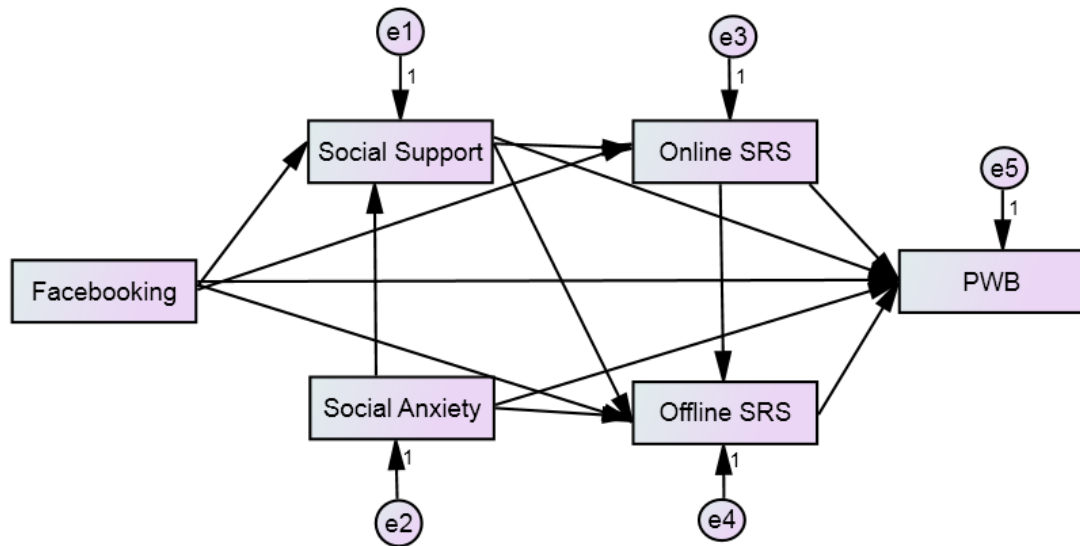 e1
e3
1
1
Social Support
Online SRS
e5
1
Facebooking
PWB
Social Anxiety
Offline SRS
1
1
e2
e4